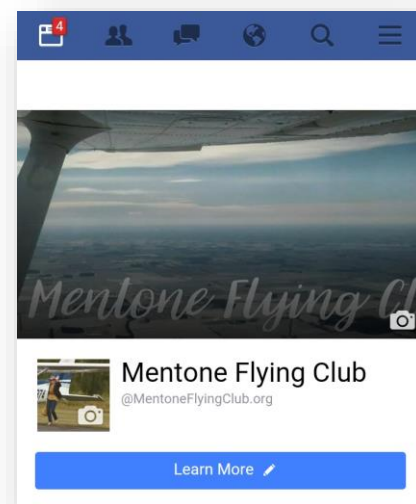 4
Mentone Flying Cl
Mentone Flying Club
@MentoneFlyingClub.org
Learn More